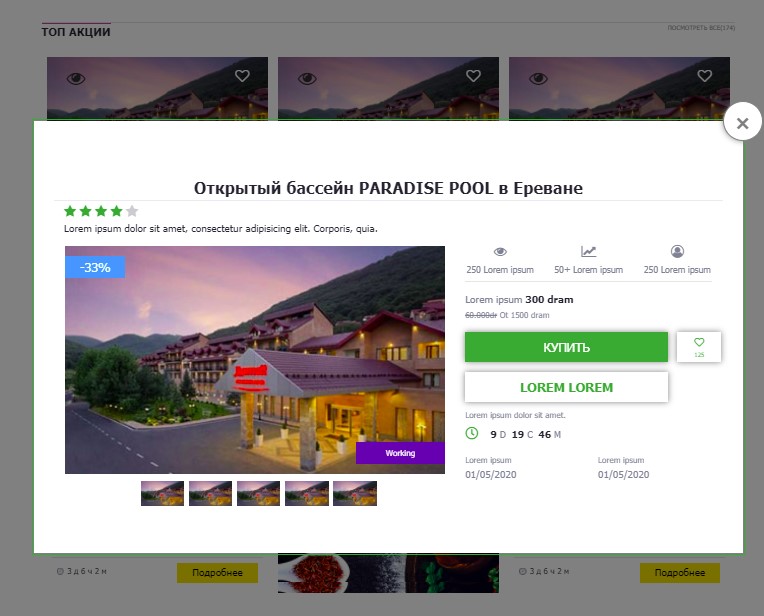 ТОП АКЦИИ
ПОСМОТРЕТЬ ВСЕ(174)
Открытый бассейн PARADISE POOL в Ереване
Lorem ipsum dolor sit amet, consectetur adipisicing elit. Corporis, quia.
-33%
Working
250 Lorem ipsum
50+ Lorem ipsum
250 Lorem ipsum
Lorem ipsum 300 dram
60.000dr Ot 1500 dram
КУПИТЬ
125
LOREM LOREM
Lorem ipsum dolor sit amet.
9 D 19 C 46 M
Lorem ipsum
Lorem ipsum
01/05/2020
01/05/2020
3 д 6 ч 2 м
Подробнее
3 д 6 ч 2 м
Подробнее